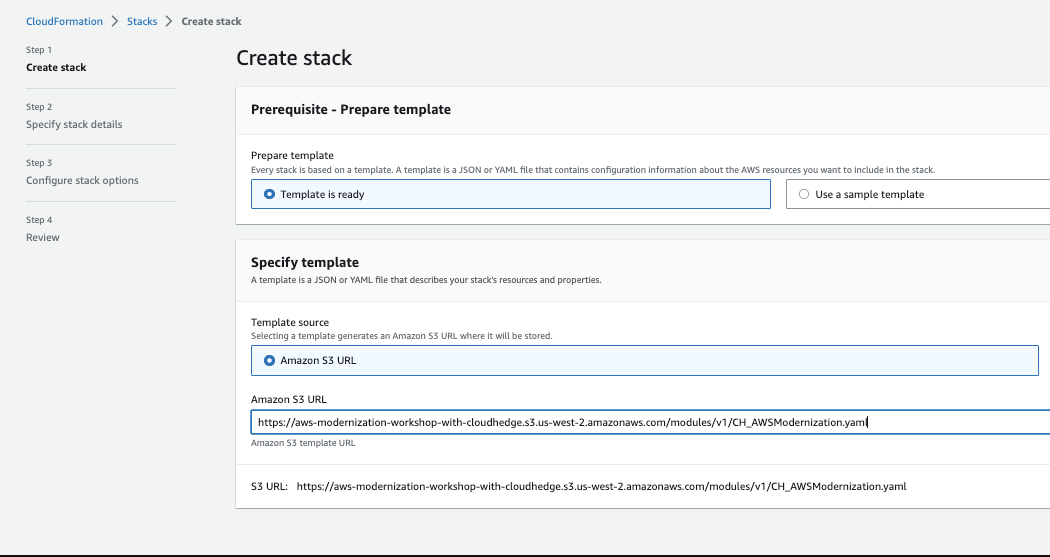 CloudFormation > Stacks > Create stack
Step 1
Create stack
Step 2
Specify stack details
Step 3
Configure stack options
Step 4
Review
Create stack
Prerequisite - Prepare template
Prepare template
Every stack is based on a template. A template is a JSON or YAML file that contains configuration information about the AWS resources you want to include in the stack.
Template is ready
Use a sample template
Specify template
A template is a JSON or YAML file that describes your stack's resources and properties.
Template source
Selecting a template generates an Amazon S3 URL where it will be stored.
Amazon S3 URL
Amazon S3 URL
https://aws-modernization-workshop-with-cloudhedge.s3.us-west-2.amazonaws.com/modules/v1/CH_AWSModernization.yaml
Amazon S3 template URL
S3 URL: https://aws-modernization-workshop-with-cloudhedge.s3.us-west-2.amazonaws.com/modules/v1/CH_AWSModernization.yaml